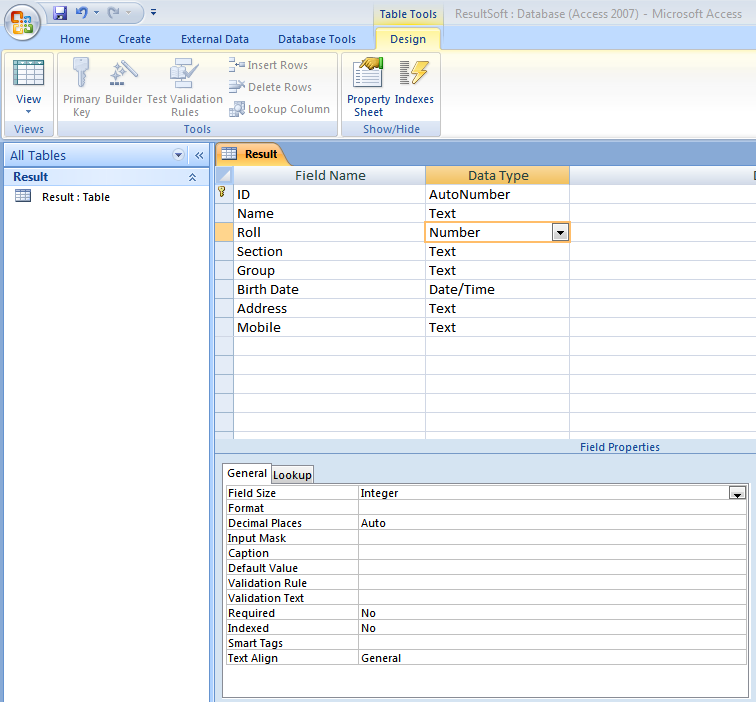 Table Tools
ResultSoft : Database (Access 2007) - Microsoft Access
Home
Create
External Data
Database Tools
Design
View
Primary Key
Builder
Test Validation Rules
Insert Rows
Delete Rows
Lookup Column
Property Sheet
Indexes
Views
Tools
Show/Hide
All Tables
Result
Result : Table
Result
Field Name Data Type
ID AutoNumber
Name Text
Roll Number
Section Text
Group Text
Birth Date Date/Time
Address Text
Mobile Text
Field Properties
General Lookup
Field Size Integer
Format
Decimal Places Auto
Input Mask
Caption
Default Value
Validation Rule
Validation Text
Required No
Indexed No
Smart Tags
Text Align General